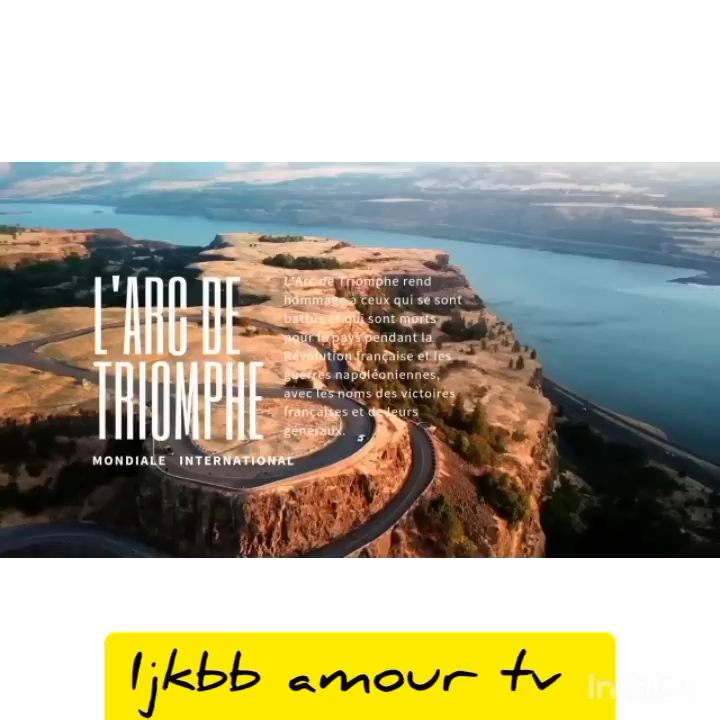 L'ARC DE
TRIOMPHE
MONDIALE INTERNATIONAL
L'Arc de Triomphe rend
hommage à ceux qui se sont
battus et qui sont morts
pour le pays pendant la
Révolution française et les
guerres napoléoniennes,
avec les noms des victoires
françaises et de leurs
généraux.
Ijkbb amour tv